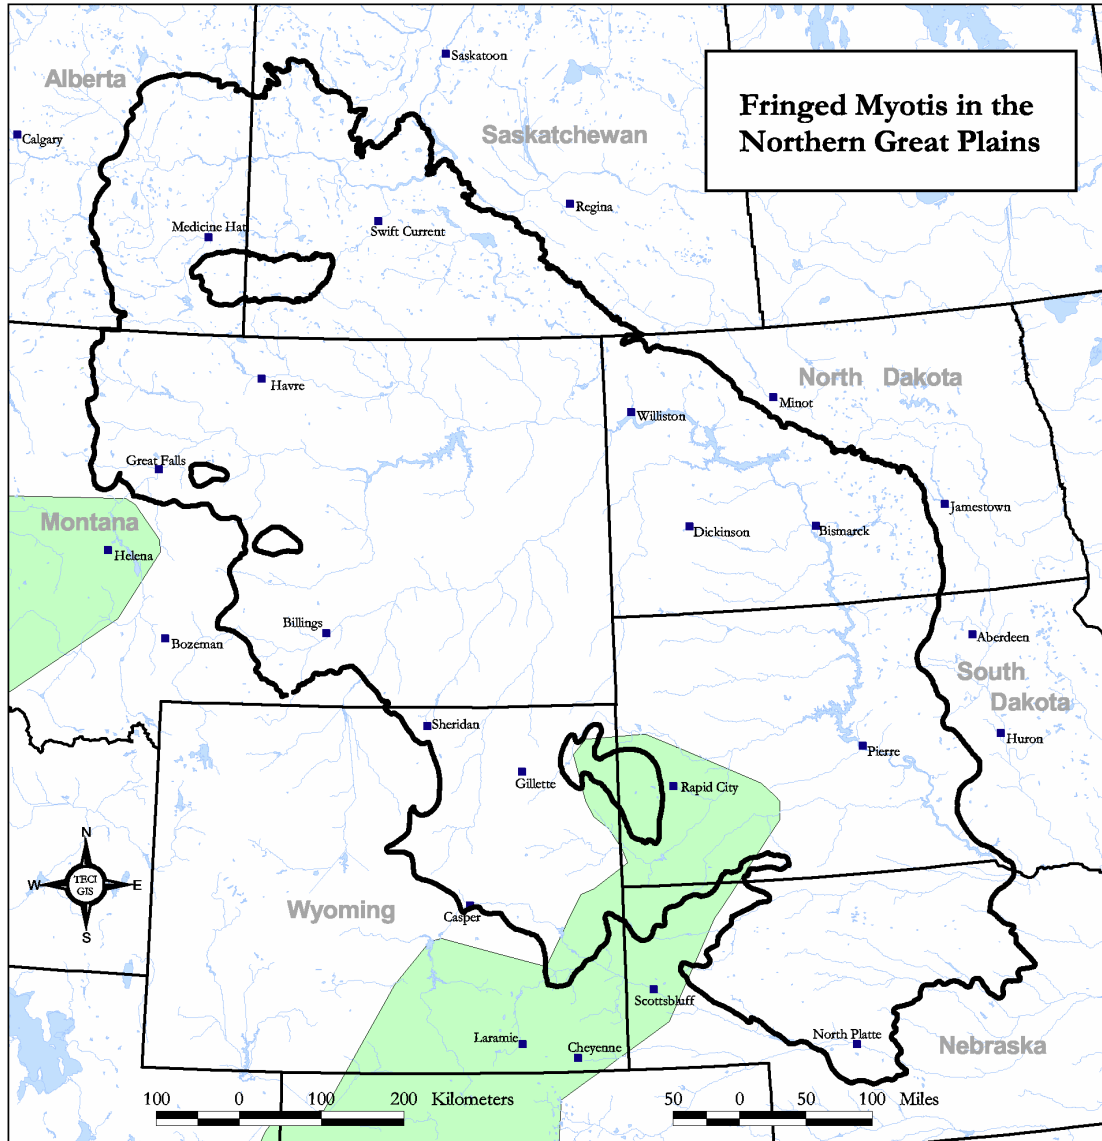 Saskatoon
Alberta
Fringed Myotis in the
Northern Great Plains
Calgary
Saskatchewan
Regina
Medicine Hat
Swift Current
Havre
North Dakota
Minot
Williston
Great Falls
Montana
Jamestown
Dickinson
Bismarck
Helena
Billings
Bozeman
Aberdeen
South
Dakota
Sheridan
Huron
Pierre
Gillette
Rapid City
N
TECI
W
E
GIS
S
Wyoming
Casper
Scottsbluff
Laramie
Cheyenne
North Platte
Nebraska
100 0 100 200 Kilometers
50 0 50 100 Miles